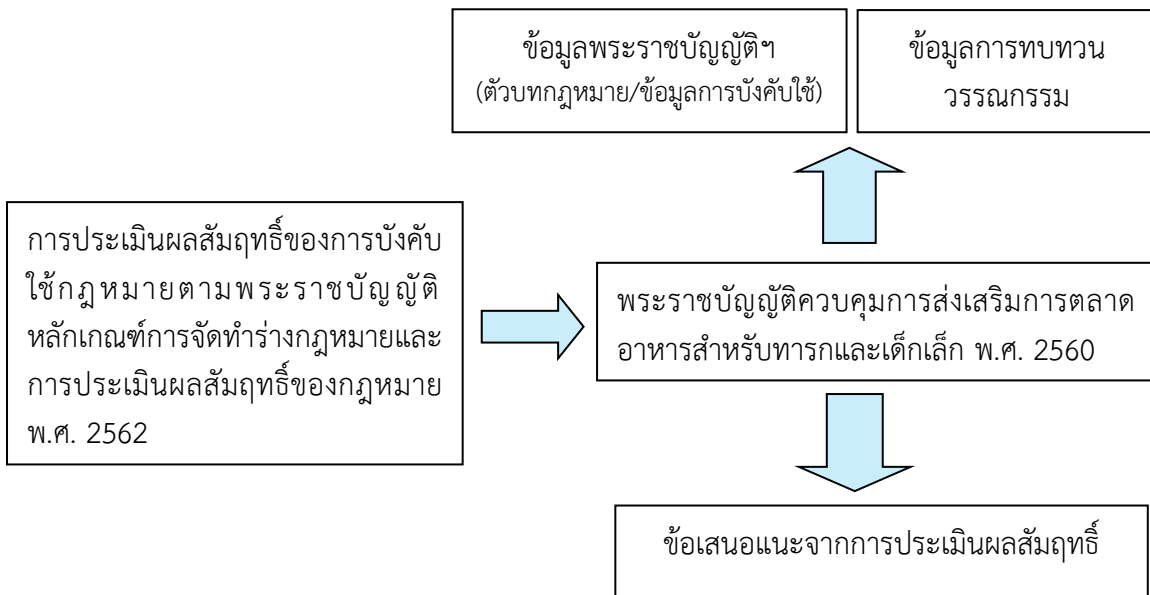 ข้อมูลพระราชบัญญัติฯ
(ตัวบทกฎหมาย/ข้อมูลการบังคับใช้)
ข้อมูลการทบทวน
วรรณกรรม
การประเมินผลสัมฤทธิ์ของการบังคับ
ใช้กฎหมายตามพระราชบัญญัติ
หลักเกณฑ์การจัดทำร่างกฎหมายและ
การประเมินผลสัมฤทธิ์ของกฎหมาย
พ.ศ. 2562
พระราชบัญญัติควบคุมการส่งเสริมการตลาด
อาหารสำหรับทารกและเด็กเล็ก พ.ศ. 2560
ข้อเสนอแนะจากการประเมินผลสัมฤทธิ์